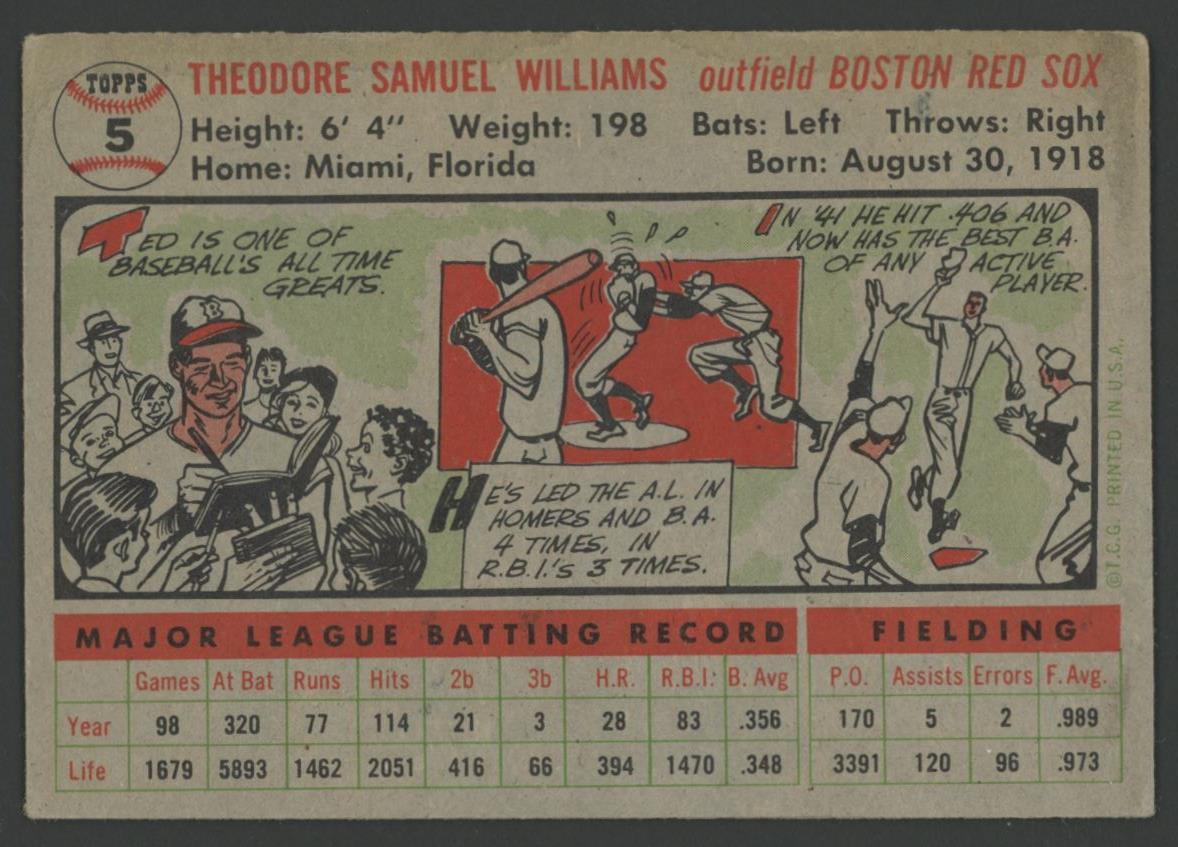 TOPPS
5
THEODORE SAMUEL WILLIAMS outfield BOSTON RED SOX
Height: 6' 4" Weight: 198 Bats: Left Throws: Right
Home: Miami, Florida Born: August 30, 1918
TED IS ONE OF
BASEBALL'S ALL TIME
GREATS.
B
HE'S LED THE A.L. IN
HOMERS AND B.A.
4 TIMES, IN
R.B.I.'S 3 TIMES.
IN '41 HE HIT .406 AND
NOW HAS THE BEST B.A.
OF ANY ACTIVE
PLAYER.
©T.C.G. PRINTED IN U.S.A.
MAJOR LEAGUE BATTING RECORD FIELDING
Games At Bat Runs Hits 2b 3b H.R. R.B.I. B. Avg P.O. Assists Errors F. Avg.
Year 98 320 77 114 21 3 28 83 .356 170 5 2 .989
Life 1679 5893 1462 2051 416 66 394 1470 .348 3391 120 96 .973